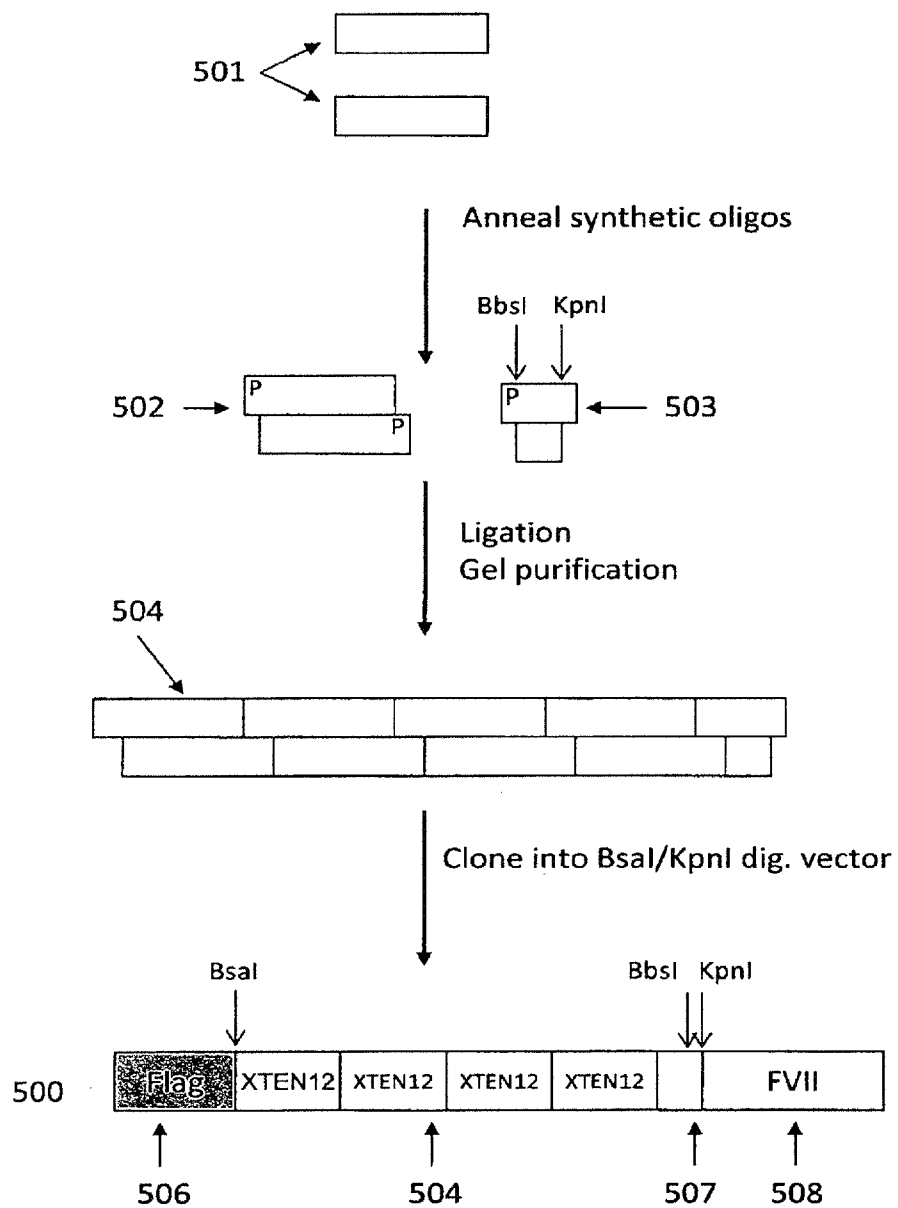 501
Anneal synthetic oligos
BbsI KpnI
P P
502 503
P
Ligation
Gel purification
504
Clone into BsaI/KpnI dig. vector
BsaI BbsI KpnI
500 Flag XTEN12 XTEN12 XTEN12 XTEN12 FVII
506 504 507 508